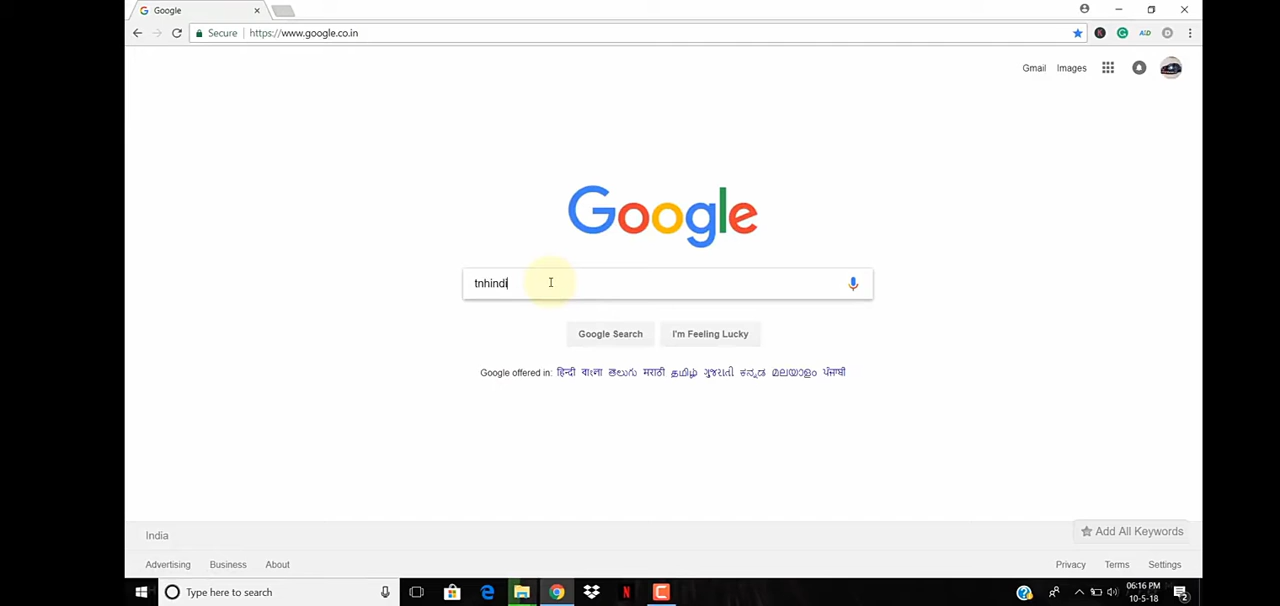 Google
Secure https://www.google.co.in
Gmail Images
Google
tnhindi
Google Search I'm Feeling Lucky
Google offered in: हिन्दी বাংলা తెలుగు मराठी தமிழ் ગુજરાતી ಕನ್ನಡ മലയാളം ਪੰਜਾਬੀ
India
Add All Keywords
Advertising Business About Privacy Terms Settings
Type here to search
06:16 PM
10-5-18